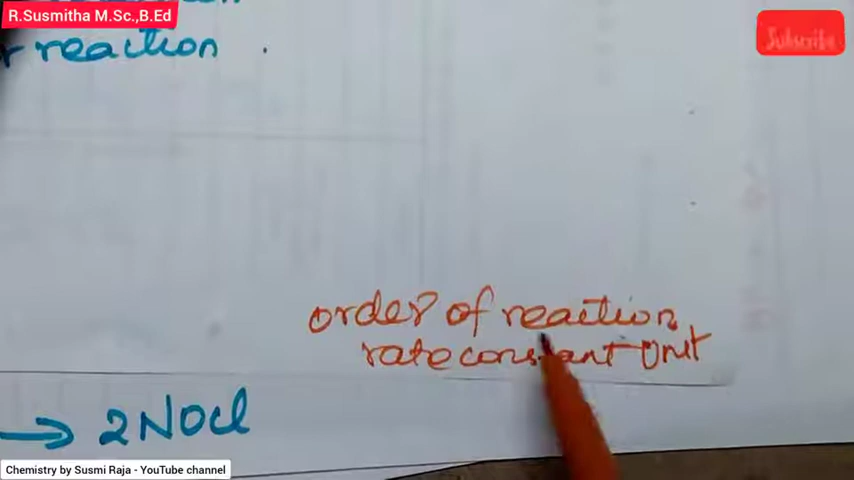 R.Susmitha M.Sc.,B.Ed
Subscribe
r reaction .
order of reaction
rate constant Unit
→ 2NOCl
Chemistry by Susmi Raja - YouTube channel